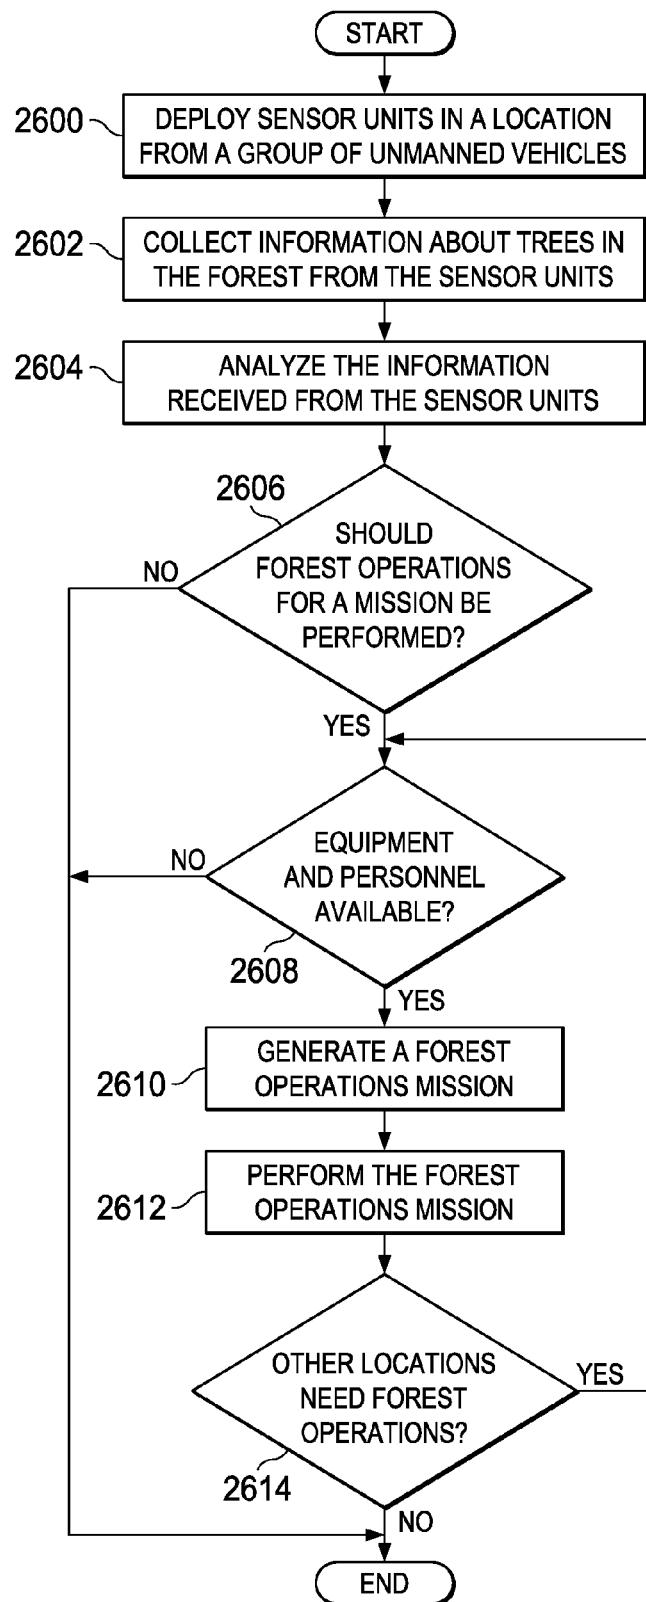 START
2600
DEPLOY SENSOR UNITS IN A LOCATION
FROM A GROUP OF UNMANNED VEHICLES
2602
COLLECT INFORMATION ABOUT TREES IN
THE FOREST FROM THE SENSOR UNITS
2604
ANALYZE THE INFORMATION
RECEIVED FROM THE SENSOR UNITS
2606
SHOULD
FOREST OPERATIONS
FOR A MISSION BE
PERFORMED?
NO
YES
EQUIPMENT
AND PERSONNEL
AVAILABLE?
NO
2608
YES
GENERATE A FOREST
OPERATIONS MISSION
2610
PERFORM THE FOREST
OPERATIONS MISSION
2612
OTHER LOCATIONS
NEED FOREST
OPERATIONS?
YES
2614
NO
END